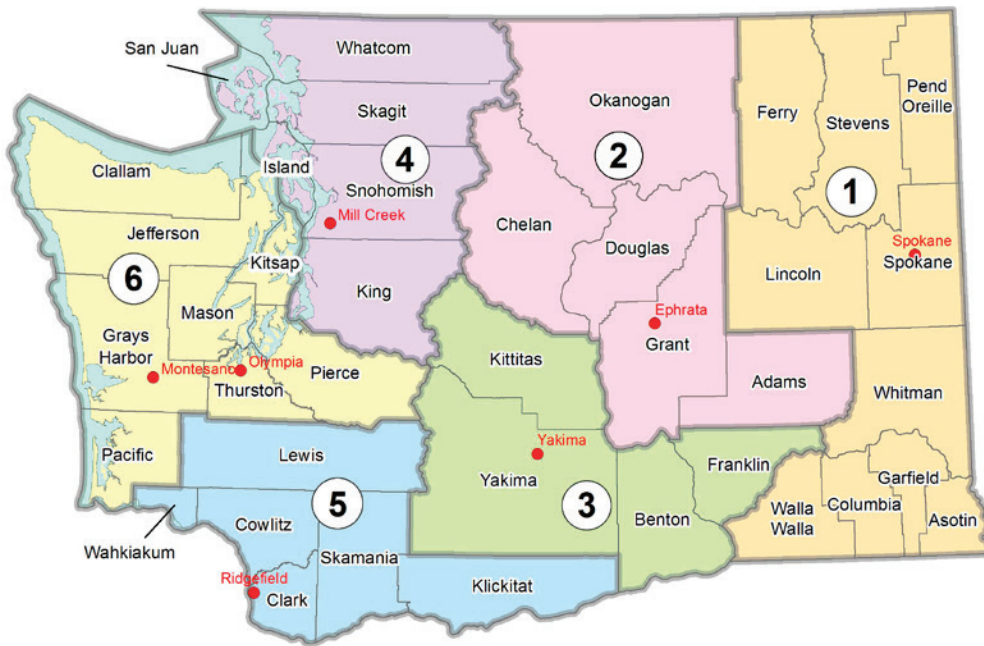 San Juan
Whatcom
Skagit
Island
4
Snohomish
Mill Creek
King
Okanogan
2
Chelan
Douglas
Ephrata
Grant
Adams
Ferry
Stevens
Pend
Oreille
1
Lincoln
Spokane
Spokane
Whitman
Garfield
Columbia
Walla
Walla
Asotin
Clallam
Jefferson
6
Kitsap
Mason
Grays
Harbor
Montesano
Olympia
Thurston
Pierce
Pacific
Kittitas
Yakima
Yakima
3
Benton
Franklin
Lewis
5
Cowlitz
Wahkiakum
Skamania
Ridgefield
Clark
Klickitat